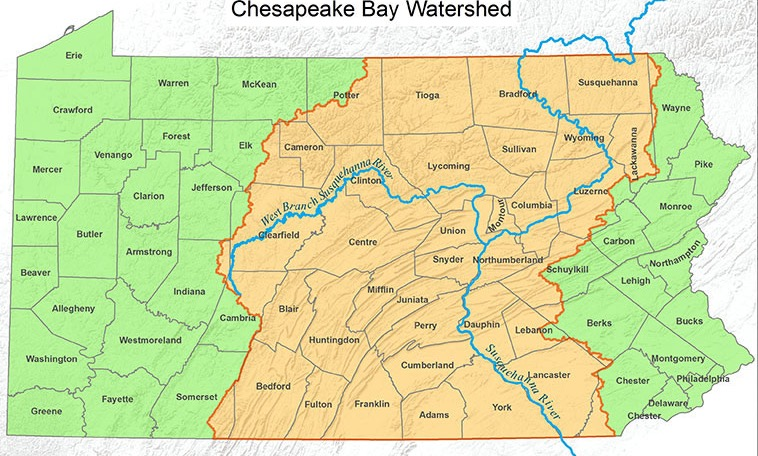 Chesapeake Bay Watershed
Erie
Warren
McKean
Potter
Tioga
Bradford
Susquehanna
Wayne
Crawford
Forest
Elk
Cameron
Sullivan
Wyoming
Lackawanna
Pike
Venango
Mercer
Clarion
Jefferson
Clinton
Lycoming
Luzerne
Monroe
West Branch Susquehanna River
Lawrence
Butler
Clearfield
Centre
Union
Montour
Columbia
Carbon
Armstrong
Snyder
Northumberland
Schuylkill
Northampton
Beaver
Indiana
Mifflin
Juniata
Lehigh
Allegheny
Cambria
Blair
Perry
Dauphin
Lebanon
Berks
Bucks
Westmoreland
Huntingdon
Cumberland
Susquehanna River
Lancaster
Montgomery
Washington
Bedford
Chester
Philadelphia
Greene
Fayette
Somerset
Fulton
Franklin
Adams
York
Delaware
Chester